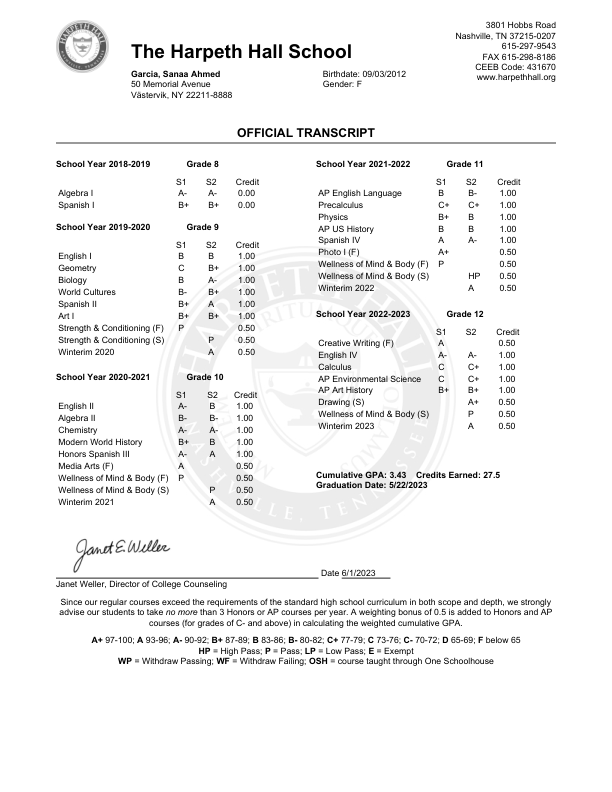 The Harpeth Hall School
3801 Hobbs Road
Nashville, TN 37215-0207
615-297-9543
FAX 615-298-8186
CEEB Code: 431670
www.harpethhall.org
Garcia, Sanaa Ahmed
50 Memorial Avenue
Västervik, NY 22211-8888
Birthdate: 09/03/2012
Gender: F
OFFICIAL TRANSCRIPT
School Year 2018-2019 Grade 8
S1 S2 Credit
Algebra I A- A- 0.00
Spanish I B+ B+ 0.00
School Year 2019-2020 Grade 9
S1 S2 Credit
English I B B 1.00
Geometry C B+ 1.00
Biology B A- 1.00
World Cultures B- B+ 1.00
Spanish II B+ A 1.00
Art I B+ B+ 1.00
Strength & Conditioning (F) P 0.50
Strength & Conditioning (S) P 0.50
Winterim 2020 A 0.50
School Year 2020-2021 Grade 10
S1 S2 Credit
English II A- B 1.00
Algebra II B- B- 1.00
Chemistry A- A- 1.00
Modern World History B+ B 1.00
Honors Spanish III A- A 1.00
Media Arts (F) A 0.50
Wellness of Mind & Body (F) P 0.50
Wellness of Mind & Body (S) P 0.50
Winterim 2021 A 0.50
School Year 2021-2022 Grade 11
S1 S2 Credit
AP English Language B B- 1.00
Precalculus C+ C+ 1.00
Physics B+ B 1.00
AP US History B B 1.00
Spanish IV A A- 1.00
Photo I (F) A+ 0.50
Wellness of Mind & Body (F) P 0.50
Wellness of Mind & Body (S) HP 0.50
Winterim 2022 A 0.50
School Year 2022-2023 Grade 12
S1 S2 Credit
Creative Writing (F) A 0.50
English IV A- A- 1.00
Calculus C C+ 1.00
AP Environmental Science C C+ 1.00
AP Art History B+ B+ 1.00
Drawing (S) A+ 0.50
Wellness of Mind & Body (S) P 0.50
Winterim 2023 A 0.50
Cumulative GPA: 3.43 Credits Earned: 27.5
Graduation Date: 5/22/2023
Janet E. Weller
Date 6/1/2023
Janet Weller, Director of College Counseling
Since our regular courses exceed the requirements of the standard high school curriculum in both scope and depth, we strongly
advise our students to take no more than 3 Honors or AP courses per year. A weighting bonus of 0.5 is added to Honors and AP
courses (for grades of C- and above) in calculating the weighted cumulative GPA.
A+ 97-100; A 93-96; A- 90-92; B+ 87-89; B 83-86; B- 80-82; C+ 77-79; C 73-76; C- 70-72; D 65-69; F below 65
HP = High Pass; P = Pass; LP = Low Pass; E = Exempt
WP = Withdraw Passing; WF = Withdraw Failing; OSH = course taught through One Schoolhouse